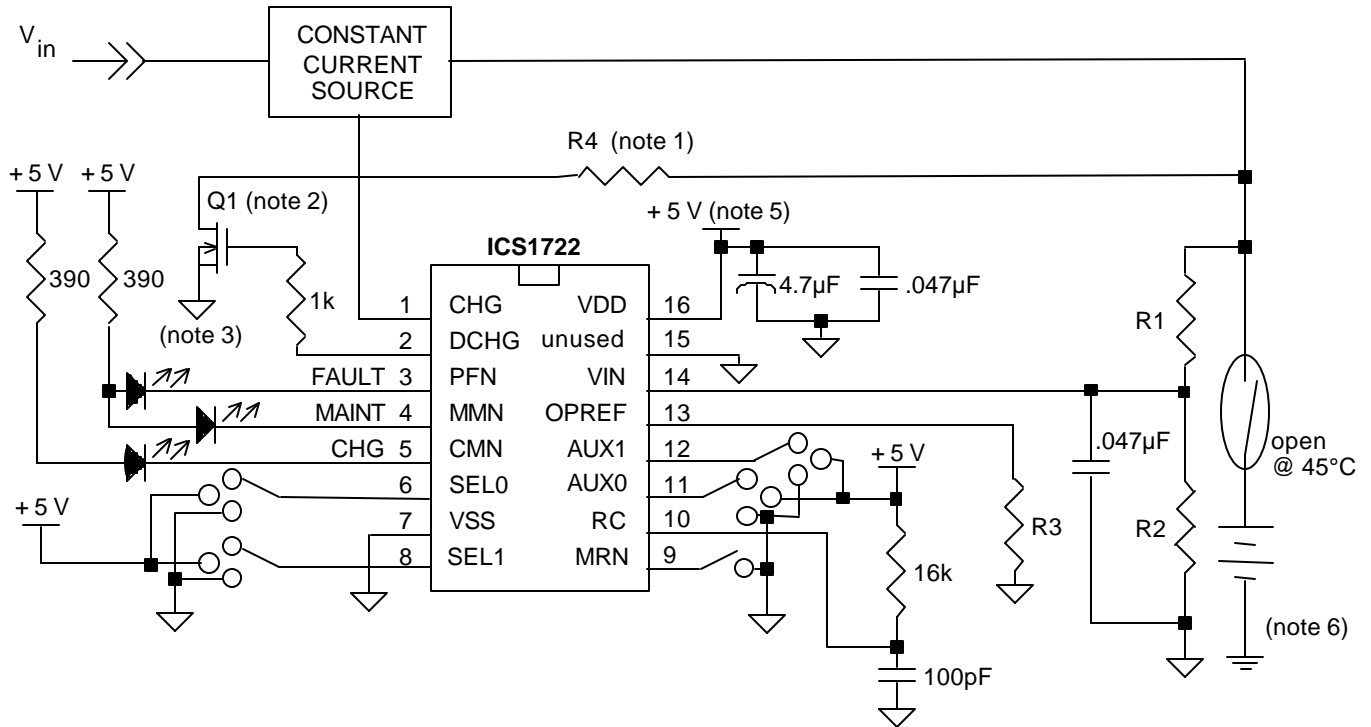 V in
CONSTANT
CURRENT
SOURCE
R4 (note 1)
+ 5 V
+ 5 V
Q1 (note 2)
+ 5 V (note 5)
ICS1722
390
390
1k
4.7µF
.047µF
(note 3)
1 CHG VDD 16
2 DCHG unused 15
FAULT 3 PFN VIN 14
MAINT 4 MMN OPREF 13
CHG 5 CMN AUX1 12
6 SEL0 AUX0 11
7 VSS RC 10
8 SEL1 MRN 9
+ 5 V
+ 5 V
16k
100pF
R1
.047µF
open
@ 45°C
R3
R2
(note 6)